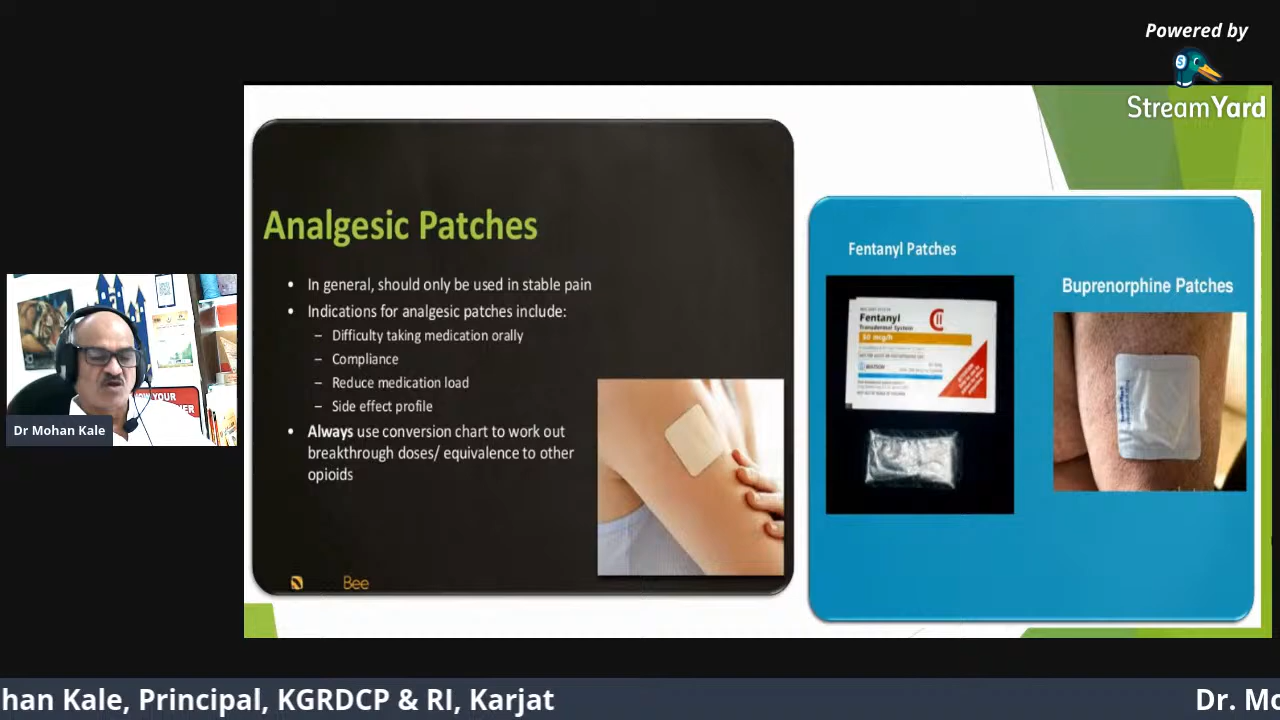 Powered by
StreamYard
Analgesic Patches
• In general, should only be used in stable pain
• Indications for analgesic patches include:
– Difficulty taking medication orally
– Compliance
– Reduce medication load
– Side effect profile
• Always use conversion chart to work out
breakthrough doses/ equivalence to other
opioids
Bee
Fentanyl Patches
Fentanyl
Transdermal System
50 mcg/h
CII
Buprenorphine Patches
Dr Mohan Kale
han Kale, Principal, KGRDCP & RI, Karjat
Dr. Mo